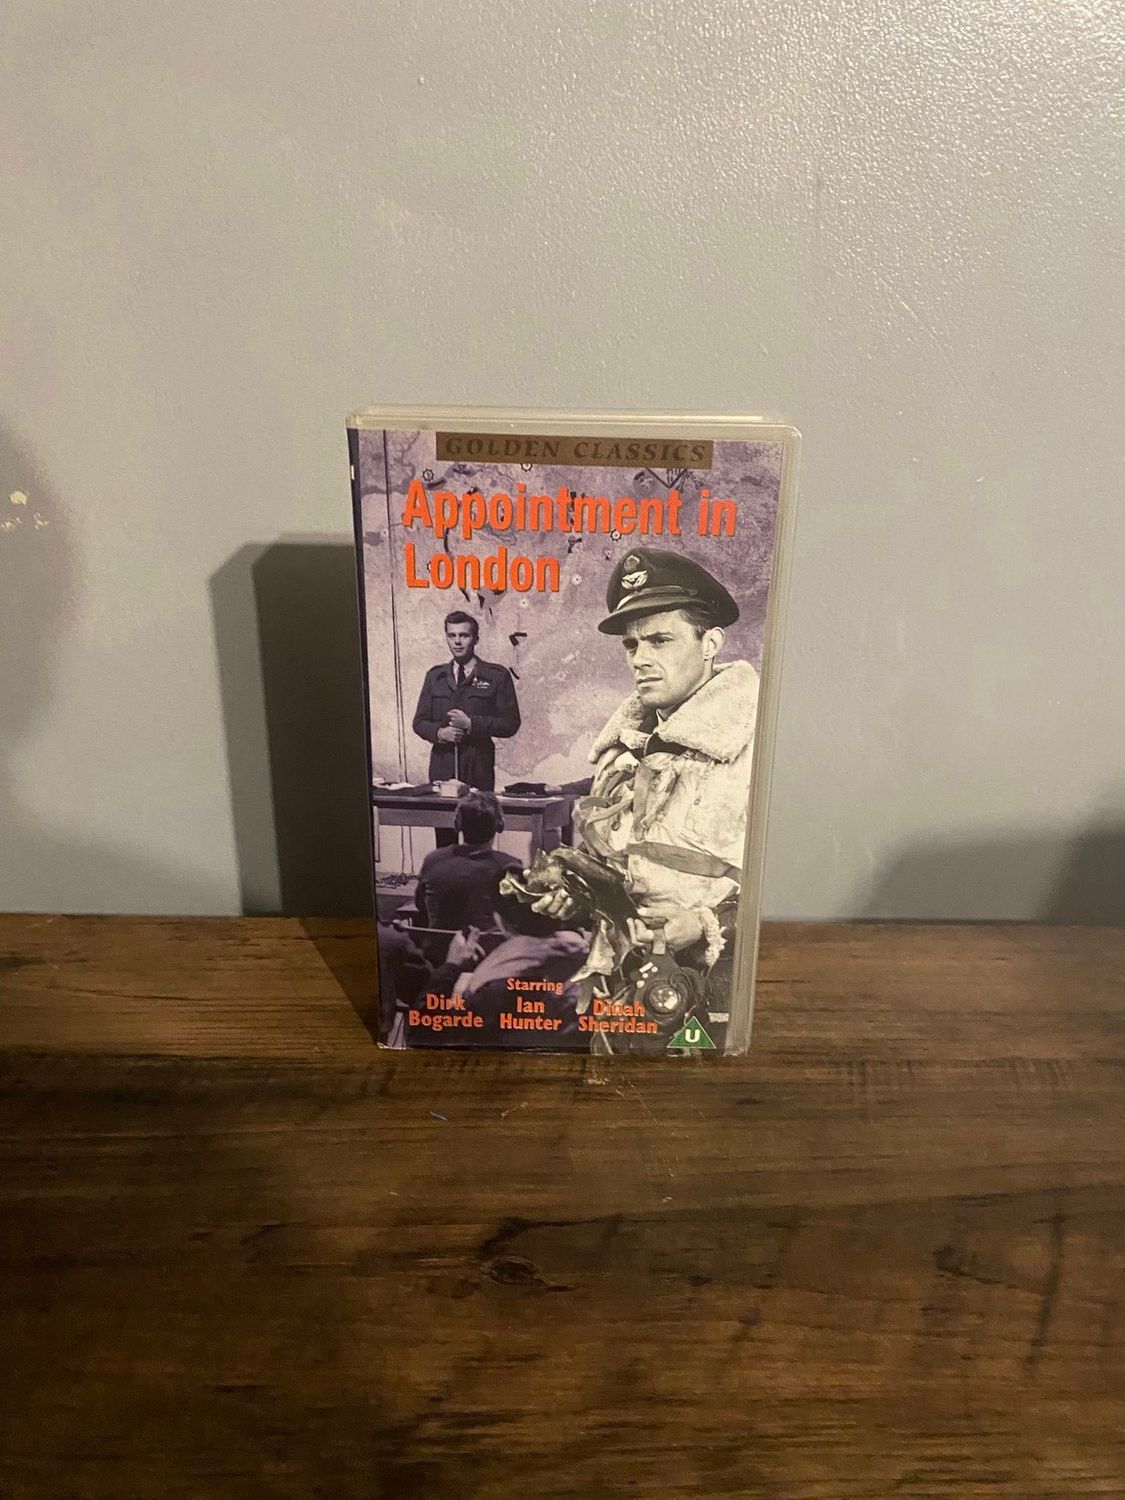 GOLDEN CLASSICS
Appointment in
London
Starring
Dirk
Bogarde
Ian
Hunter
Dinah
Sheridan
U